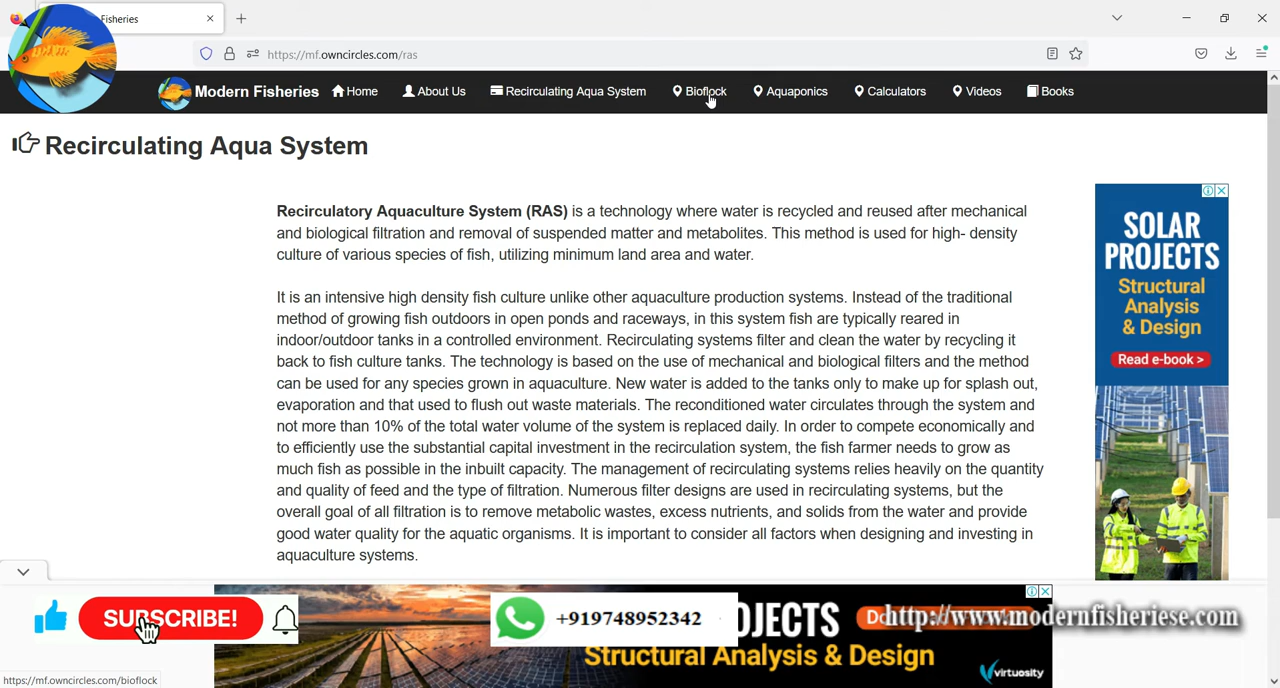 Fisheries
https://mf.owncircles.com/ras
Modern Fisheries Home About Us Recirculating Aqua System Bioflock Aquaponics Calculators Videos Books
Recirculating Aqua System
Recirculatory Aquaculture System (RAS) is a technology where water is recycled and reused after mechanical
and biological filtration and removal of suspended matter and metabolites. This method is used for high- density
culture of various species of fish, utilizing minimum land area and water.
It is an intensive high density fish culture unlike other aquaculture production systems. Instead of the traditional
method of growing fish outdoors in open ponds and raceways, in this system fish are typically reared in
indoor/outdoor tanks in a controlled environment. Recirculating systems filter and clean the water by recycling it
back to fish culture tanks. The technology is based on the use of mechanical and biological filters and the method
can be used for any species grown in aquaculture. New water is added to the tanks only to make up for splash out,
evaporation and that used to flush out waste materials. The reconditioned water circulates through the system and
not more than 10% of the total water volume of the system is replaced daily. In order to compete economically and
to efficiently use the substantial capital investment in the recirculation system, the fish farmer needs to grow as
much fish as possible in the inbuilt capacity. The management of recirculating systems relies heavily on the quantity
and quality of feed and the type of filtration. Numerous filter designs are used in recirculating systems, but the
overall goal of all filtration is to remove metabolic wastes, excess nutrients, and solids from the water and provide
good water quality for the aquatic organisms. It is important to consider all factors when designing and investing in
aquaculture systems.
SOLAR
PROJECTS
Structural
Analysis
& Design
Read e-book >
SUBSCRIBE!
+919748952342
OJECTS
http://www.modernfisheriese.com
Structural Analysis & Design
virtuosity
https://mf.owncircles.com/bioflock